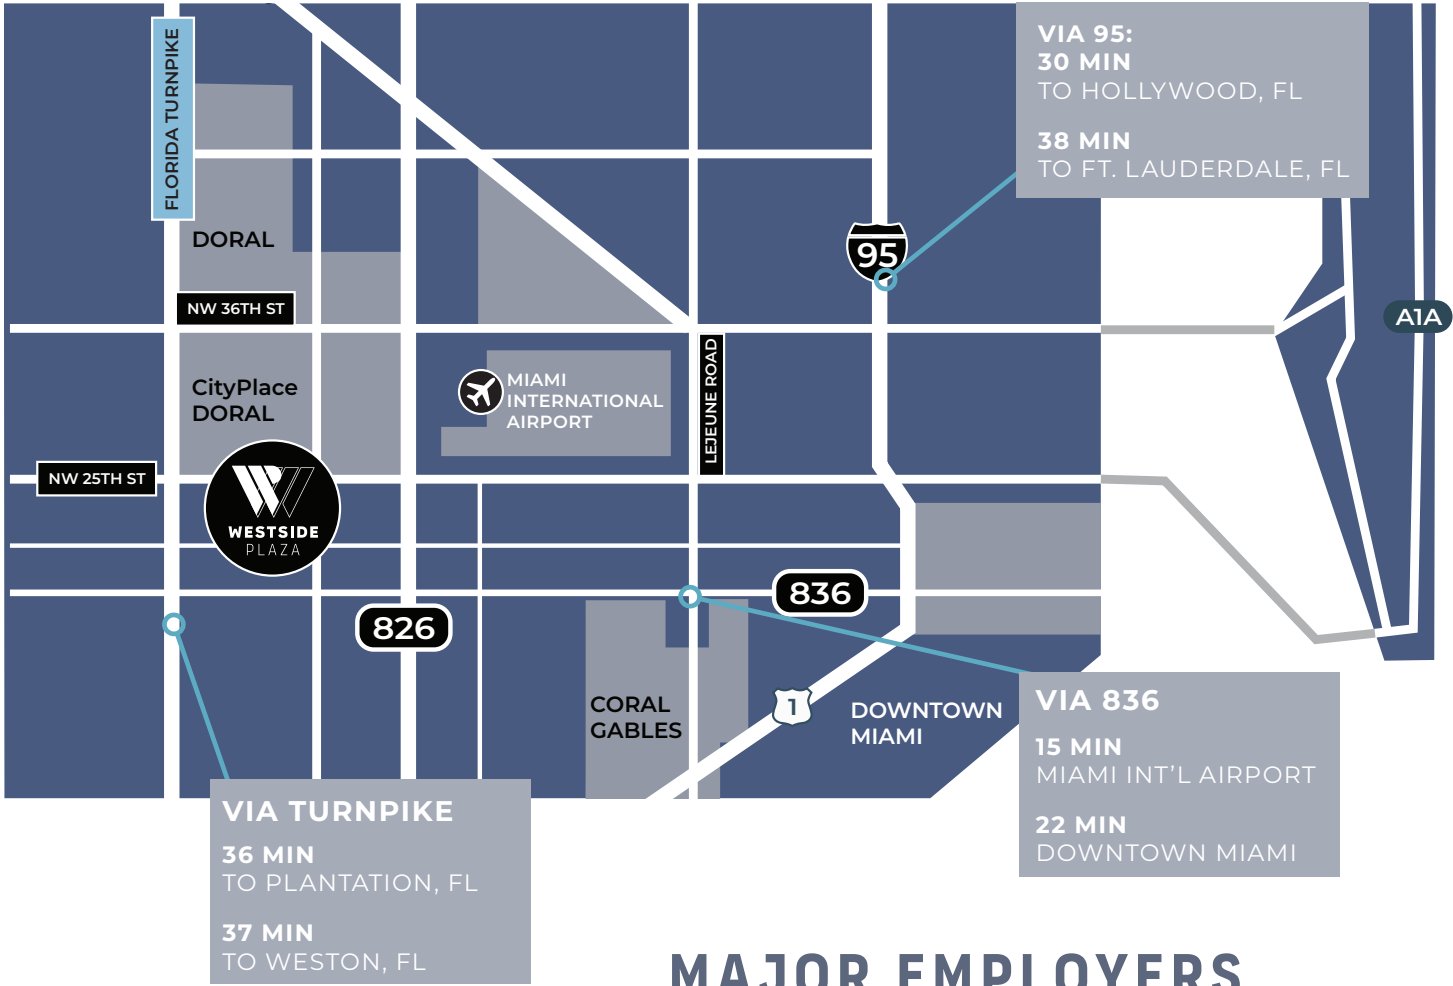 VIA 95:
30 MIN
TO HOLLYWOOD, FL
38 MIN
TO FT. LAUDERDALE, FL
FLORIDA TURNPIKE
DORAL
95
NW 36TH ST
A1A
LEJEUNE ROAD
MIAMI
INTERNATIONAL
AIRPORT
CityPlace
DORAL
NW 25TH ST
WESTSIDE
PLAZA
836
826
CORAL
GABLES
1
DOWNTOWN
MIAMI
VIA 836
15 MIN
MIAMI INT’L AIRPORT
22 MIN
DOWNTOWN MIAMI
VIA TURNPIKE
36 MIN
TO PLANTATION, FL
37 MIN
TO WESTON, FL
MAJOR EMPLOYERS